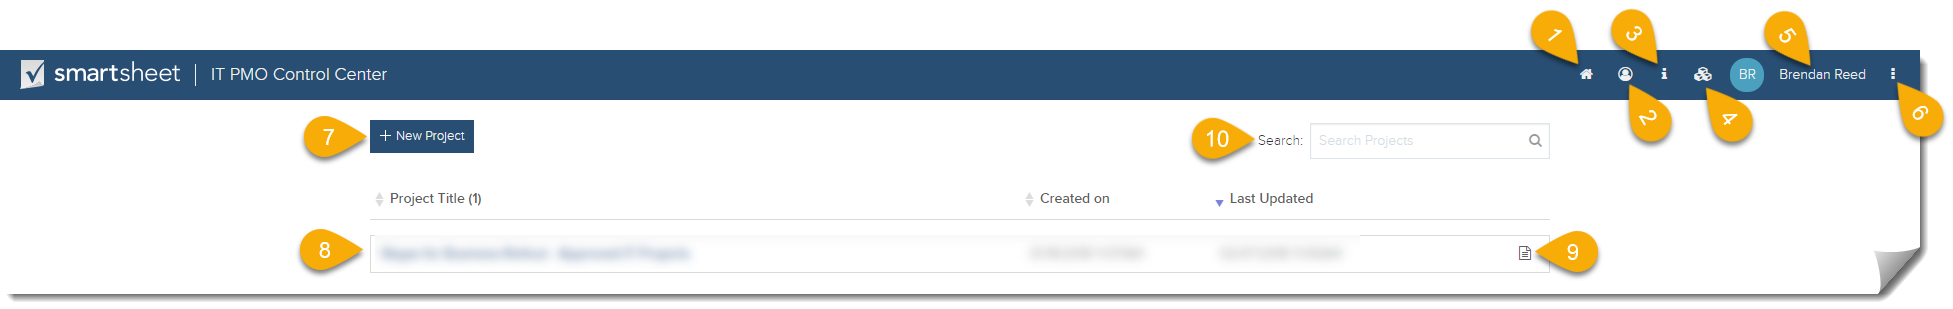 1 3 5
smartsheet IT PMO Control Center BR Brendan Reed
2 4 6
7 + New Project 10 Search: Search Projects
Project Title (1) Created on Last Updated
8 9